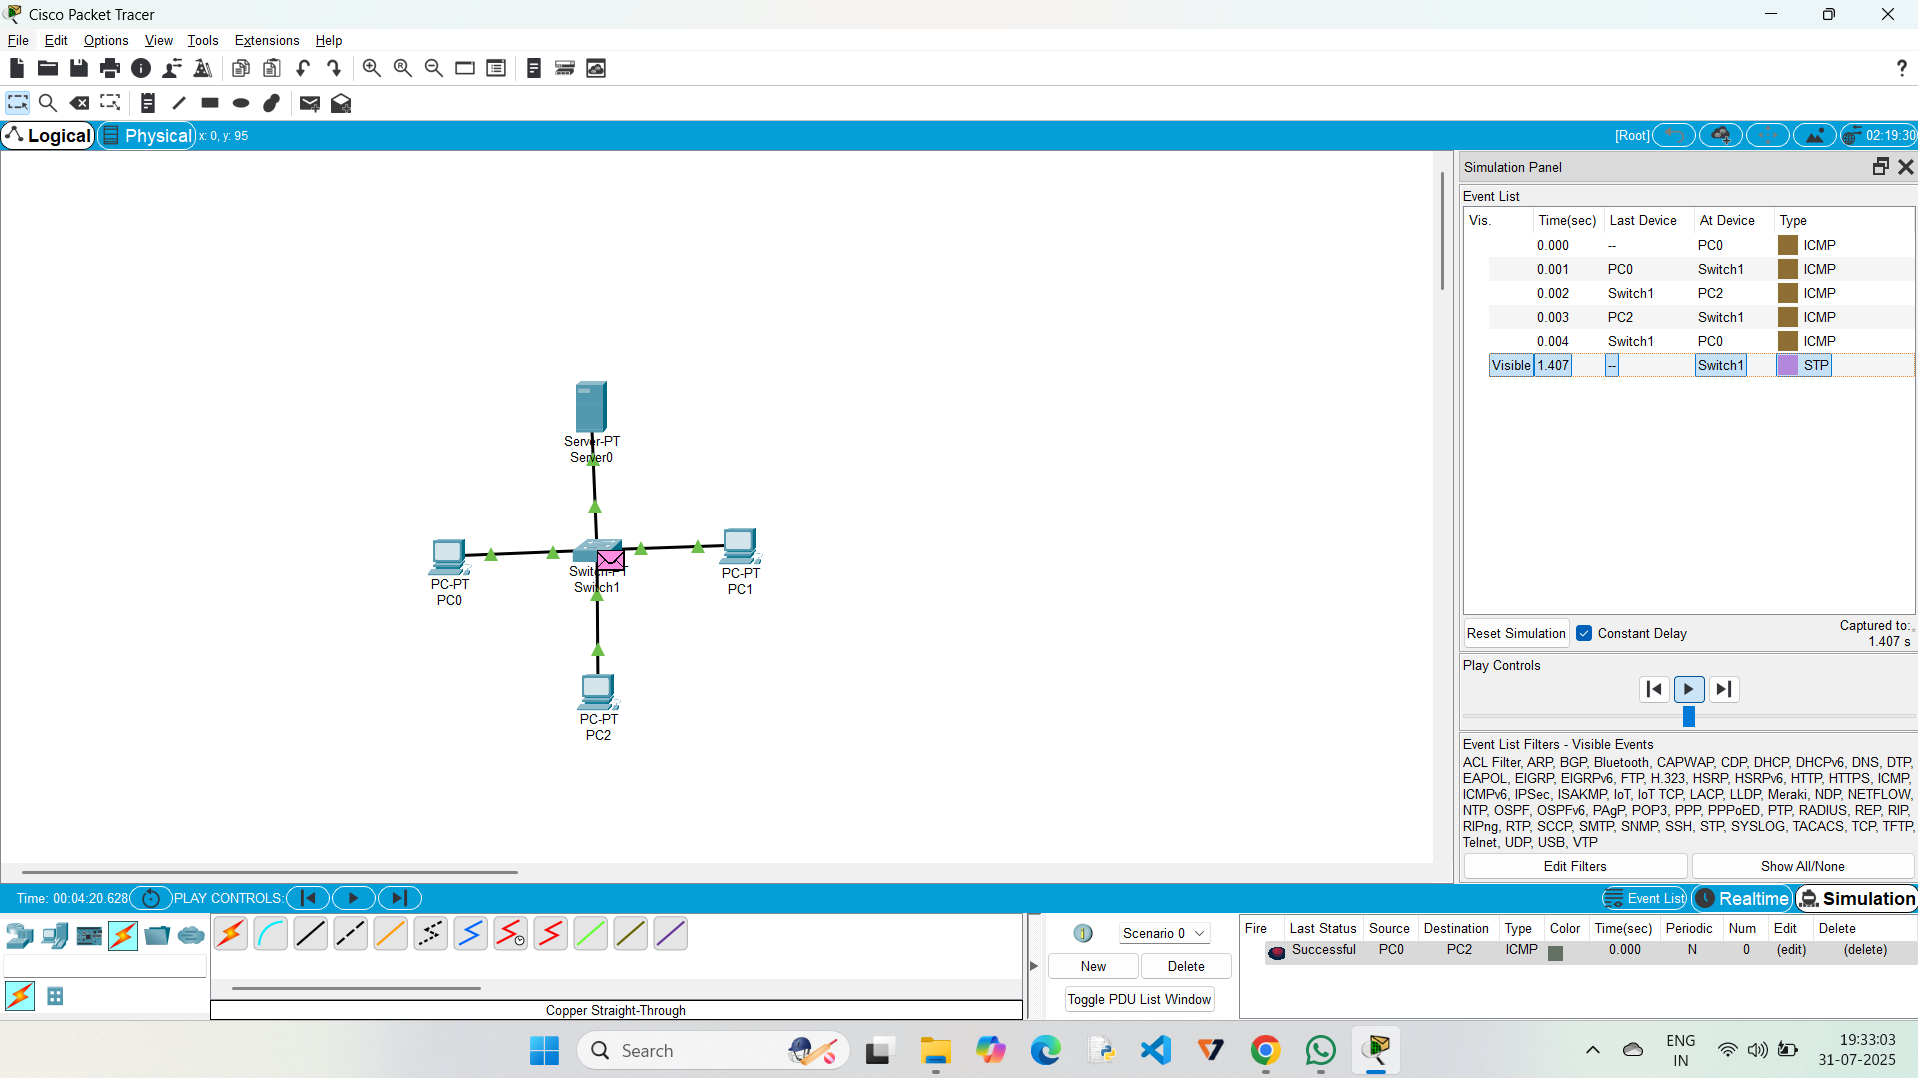 Cisco Packet Tracer
File Edit Options View Tools Extensions Help
?
Logical Physical x: 0, y: 95 [Root] 02:19:30
Simulation Panel
Event List
Vis. Time(sec) Last Device At Device Type
0.000 -- PC0 ICMP
0.001 PC0 Switch1 ICMP
0.002 Switch1 PC2 ICMP
0.003 PC2 Switch1 ICMP
0.004 Switch1 PC0 ICMP
Visible 1.407 -- Switch1 STP
Server-PT
Server0
PC-PT
PC0
Switch-PT
Switch1
PC-PT
PC1
PC-PT
PC2
Reset Simulation Constant Delay Captured to:
1.407 s
Play Controls
Event List Filters - Visible Events
ACL Filter, ARP, BGP, Bluetooth, CAPWAP, CDP, DHCP, DHCPv6, DNS, DTP,
EAPOL, EIGRP, EIGRPv6, FTP, H.323, HSRP, HSRPv6, HTTP, HTTPS, ICMP,
ICMPv6, IPSec, ISAKMP, IoT, IoT TCP, LACP, LLDP, Meraki, NDP, NETFLOW,
NTP, OSPF, OSPFv6, PAgP, POP3, PPP, PPPoED, PTP, RADIUS, REP, RIP,
RIPng, RTP, SCCP, SMTP, SNMP, SSH, STP, SYSLOG, TACACS, TCP, TFTP,
Telnet, UDP, USB, VTP
Edit Filters Show All/None
Time: 00:04:20.628 PLAY CONTROLS: Event List Realtime Simulation
Copper Straight-Through
1 Scenario 0
New Delete
Toggle PDU List Window
Fire Last Status Source Destination Type Color Time(sec) Periodic Num Edit Delete
Successful PC0 PC2 ICMP 0.000 N 0 (edit) (delete)
Search
ENG
IN
19:33:03
31-07-2025